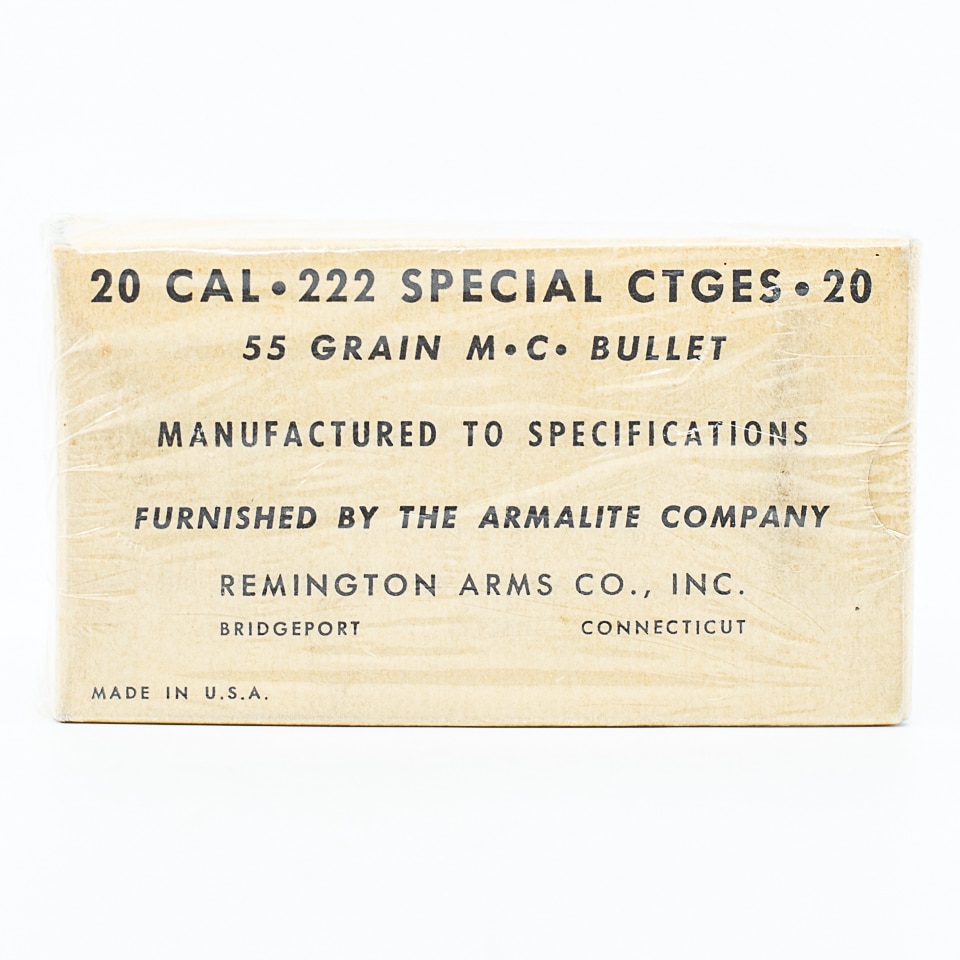 20 CAL • 222 SPECIAL CTGES • 20
55 GRAIN M•C• BULLET
MANUFACTURED TO SPECIFICATIONS
FURNISHED BY THE ARMALITE COMPANY
REMINGTON ARMS CO., INC.
BRIDGEPORT CONNECTICUT
MADE IN U.S.A.